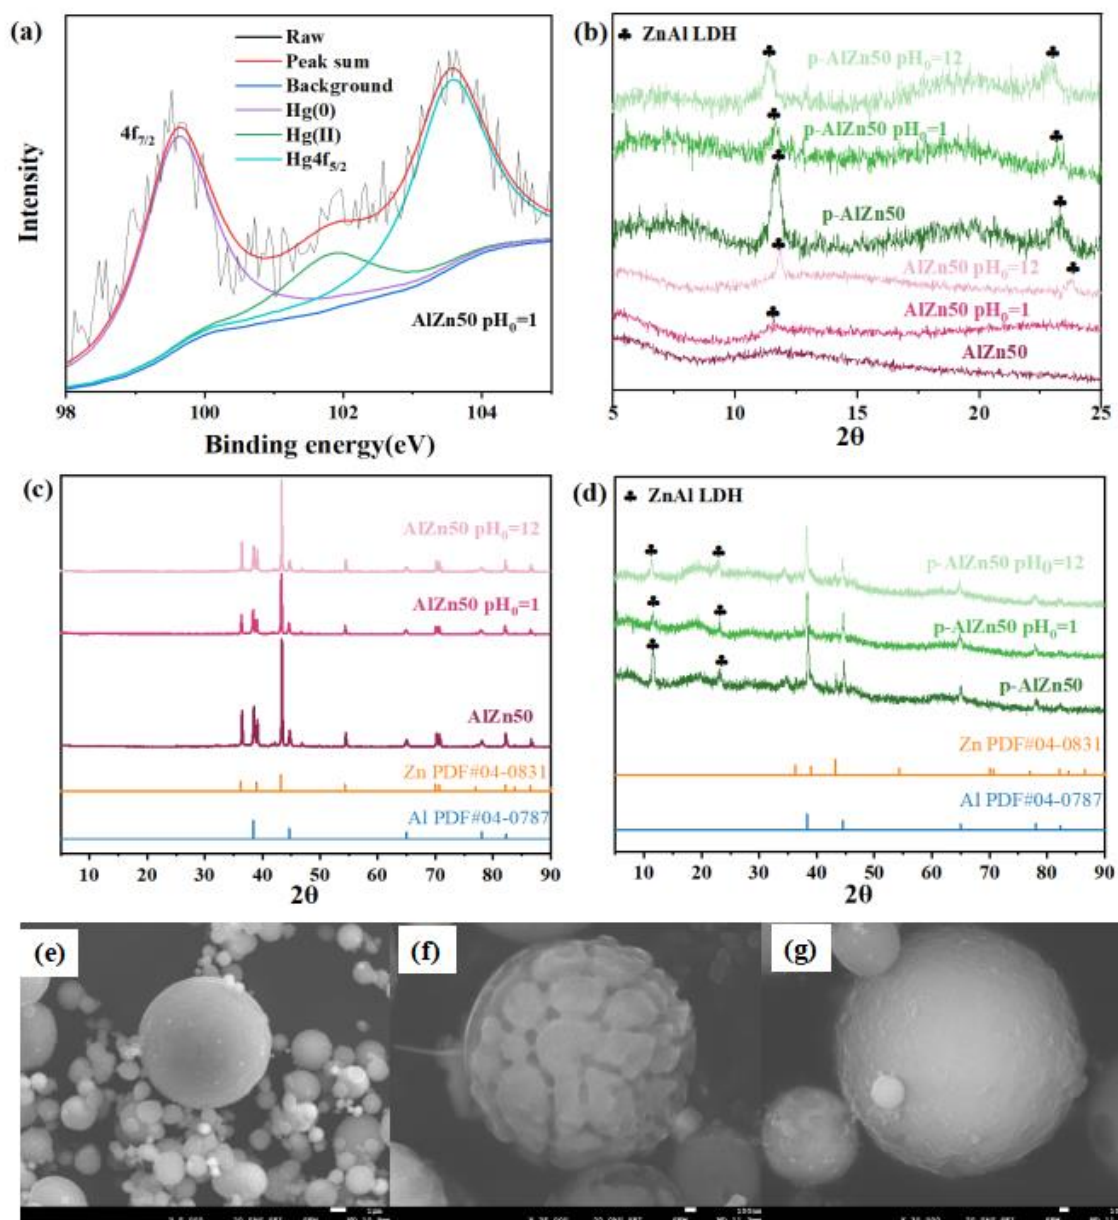 (a)
Raw
Peak sum
Background
Hg(0)
Hg(II)
Hg4f5/2
4f7/2
AlZn50 pH0=1
Intensity
98 100 102 104
Binding energy(eV)
(b)
♣ ZnAl LDH
p-AlZn50 pH0=12
p-AlZn50 pH0=1
p-AlZn50
AlZn50 pH0=12
AlZn50 pH0=1
AlZn50
5 10 15 20 25
2θ
(c)
AlZn50 pH0=12
AlZn50 pH0=1
AlZn50
Zn PDF#04-0831
Al PDF#04-0787
10 20 30 40 50 60 70 80 90
2θ
(d)
♣ ZnAl LDH
p-AlZn50 pH0=12
p-AlZn50 pH0=1
p-AlZn50
Zn PDF#04-0831
Al PDF#04-0787
10 20 30 40 50 60 70 80 90
2θ
(e)
(f)
(g)
1μm
100nm